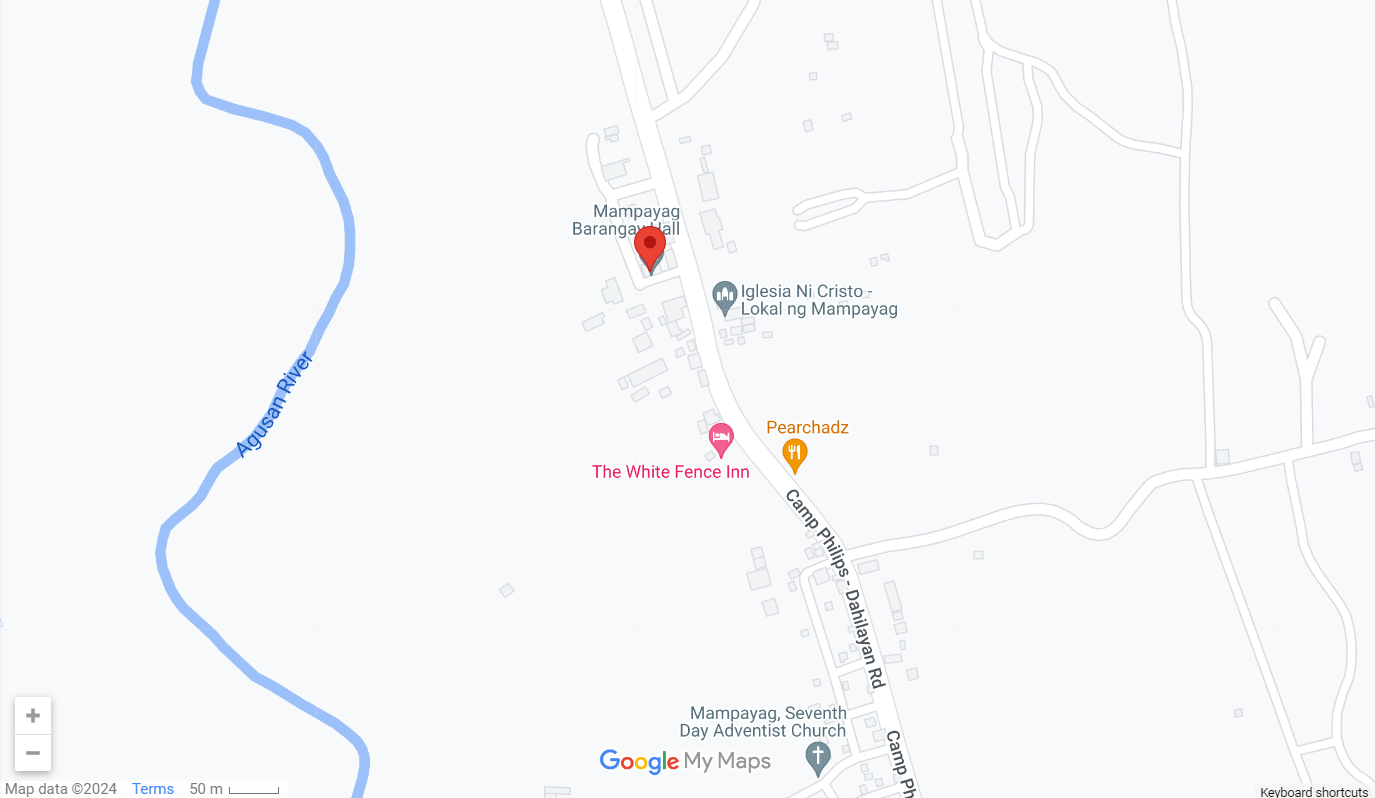 Mampayag
Barangay Hall
Iglesia Ni Cristo -
Lokal ng Mampayag
Agusan River
Pearchadz
The White Fence Inn
Camp Philips - Dahilayan Rd
Mampayag, Seventh
Day Adventist Church
Camp Ph
Google My Maps
+
−
Map data ©2024 Terms 50 m
Keyboard shortcuts